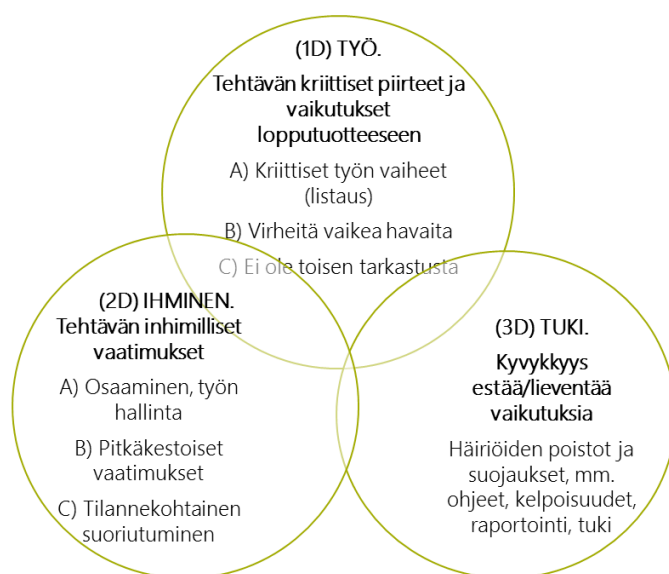 (1D) TYÖ.
Tehtävän kriittiset piirteet ja
vaikutukset
lopputuotteeseen
A) Kriittiset työn vaiheet
(listaus)
B) Virheitä vaikea havaita
C) Ei ole toisen tarkastusta
(2D) IHMINEN.
Tehtävän inhimilliset
vaatimukset
A) Osaaminen, työn
hallinta
B) Pitkäkestoiset
vaatimukset
C) Tilannekohtainen
suoriutuminen
(3D) TUKI.
Kyvykkyys
estää/lieventää
vaikutuksia
Häiriöiden poistot ja
suojaukset, mm.
ohjeet, kelpoisuudet,
raportointi, tuki